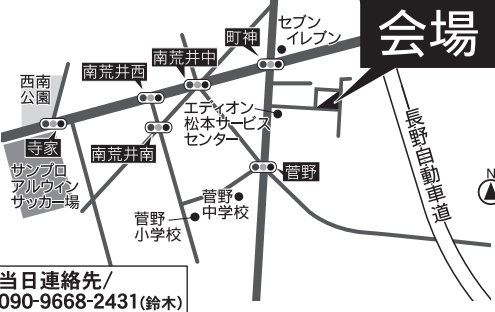 会場
セブン
イレブン
町神
南荒井中
南荒井西
西南
公園
エディオン
松本サービス
センター
寺家
南荒井南
サンプロ
アルウィン
サッカー場
菅野
菅野
中学校
菅野
小学校
長野自動車道
N
当日連絡先/
090-9668-2431(鈴木)